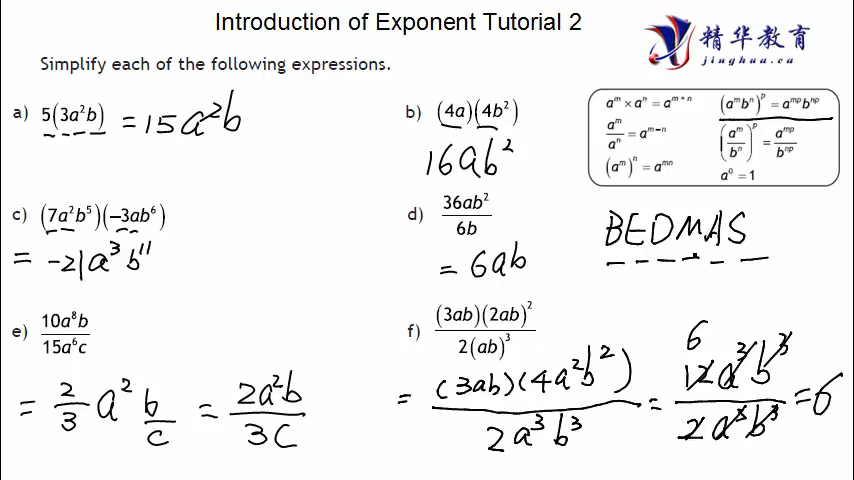 Introduction of Exponent Tutorial 2
精华教育
jinghua.ca
Simplify each of the following expressions.
a) 5(3a²b) = 15a²b
b) (4a)(4b²)
16ab²
aᵐ × aⁿ = aᵐ⁺ⁿ
aᵐ/aⁿ = aᵐ⁻ⁿ
(aᵐ)ⁿ = aᵐⁿ
(aᵐbⁿ)ᵖ = aᵐᵖbⁿᵖ
(aᵐ/bⁿ)ᵖ = aᵐᵖ/bⁿᵖ
a⁰ = 1
c) (7a²b⁵)(−3ab⁶)
= -21a³b¹¹
d) 36ab²/6b
= 6ab
BEDMAS
e) 10a⁸b/15a⁶c
= 2/3 a² b/c = 2a²b/3c
f) (3ab)(2ab)²/2(ab)³
= (3ab)(4a²b²)/2a³b³ = 6 12a³b³/2a³b³ = 6